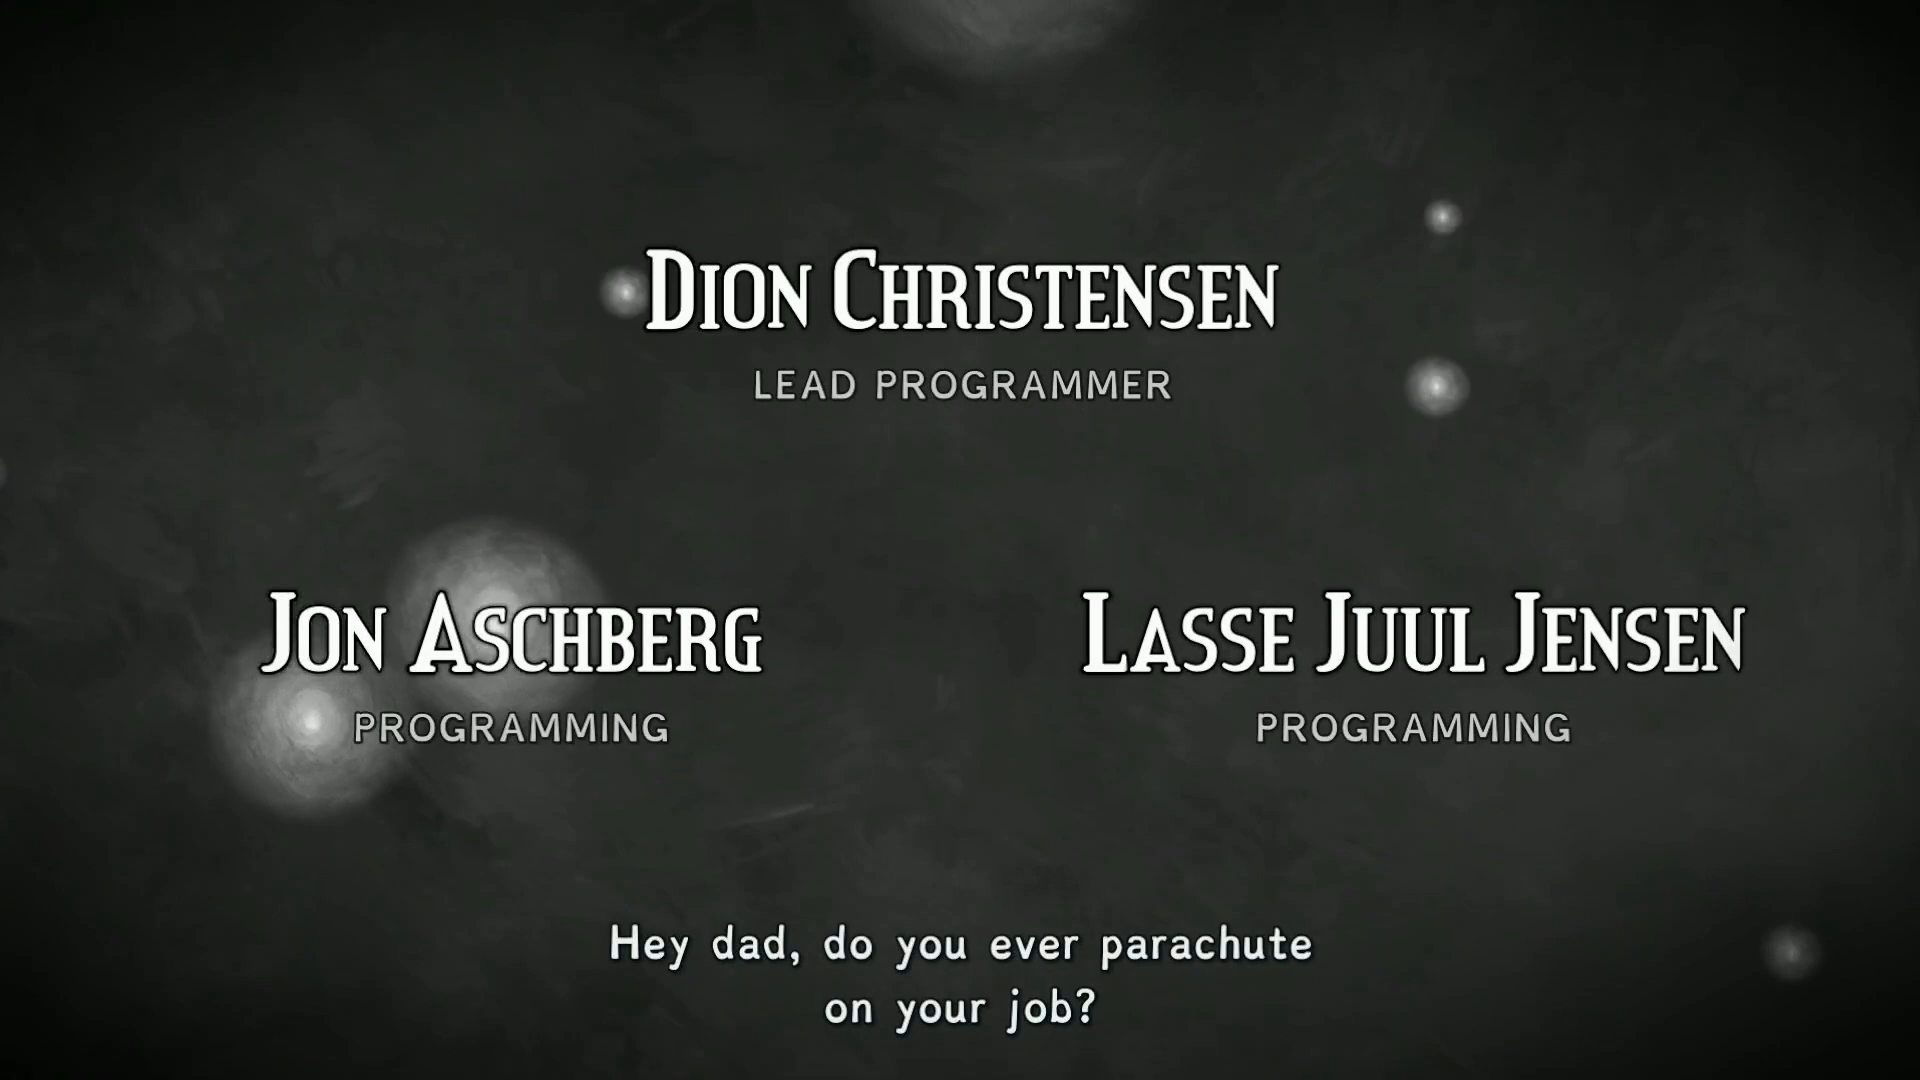 DION CHRISTENSEN
LEAD PROGRAMMER
JON ASCHBERG
PROGRAMMING
LASSE JUUL JENSEN
PROGRAMMING
Hey dad, do you ever parachute
on your job?